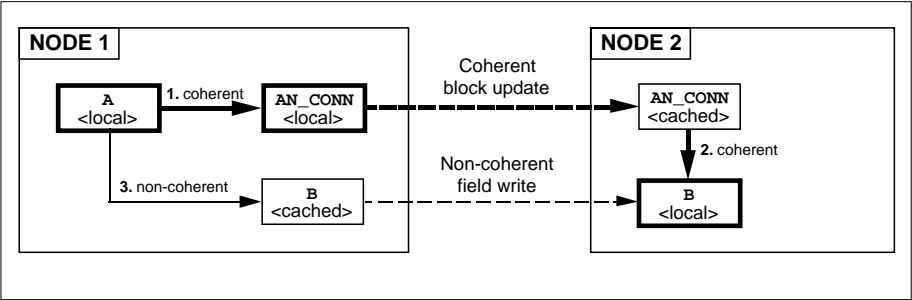 NODE 1
NODE 2
A
<local>
1. coherent
AN_CONN
<local>
Coherent
block update
AN_CONN
<cached>
2. coherent
3. non-coherent
B
<cached>
Non-coherent
field write
B
<local>